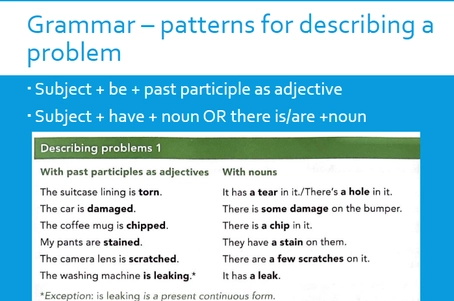 Grammar – patterns for describing a
problem
Subject + be + past participle as adjective
Subject + have + noun OR there is/are +noun
Describing problems 1
With past participles as adjectives With nouns
The suitcase lining is torn. It has a tear in it./There's a hole in it.
The car is damaged. There is some damage on the bumper.
The coffee mug is chipped. There is a chip in it.
My pants are stained. They have a stain on them.
The camera lens is scratched. There are a few scratches on it.
The washing machine is leaking.* It has a leak.
*Exception: is leaking is a present continuous form.